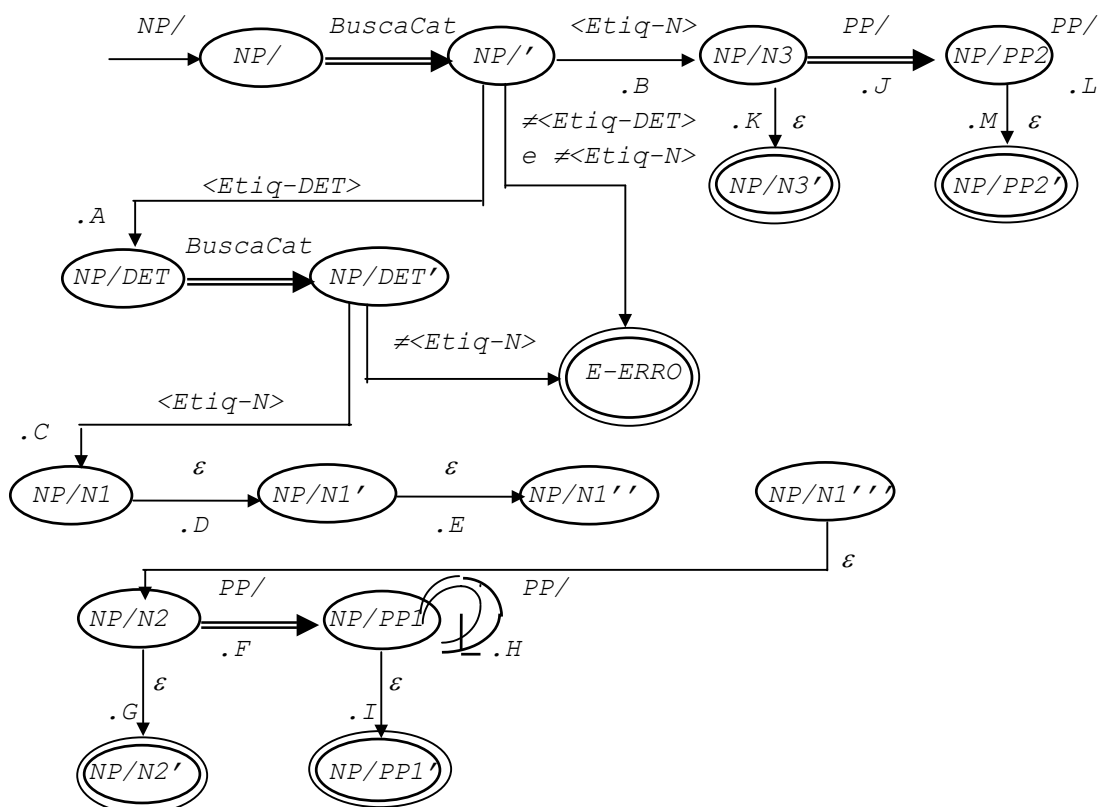 NP/ BuscaCat <Etiq-N> PP/ PP/
NP/ NP/' NP/N3 NP/PP2
.B .J .L
≠<Etiq-DET> .K ε .M ε
e ≠<Etiq-N>
NP/N3' NP/PP2'
<Etiq-DET>
.A
BuscaCat
NP/DET NP/DET'
≠<Etiq-N>
E-ERRO
<Etiq-N>
.C
ε ε
NP/N1 NP/N1' NP/N1'' NP/N1'''
.D .E
ε
PP/ PP/
NP/N2 NP/PP1
.F .H
ε ε
.G .I
NP/N2' NP/PP1'